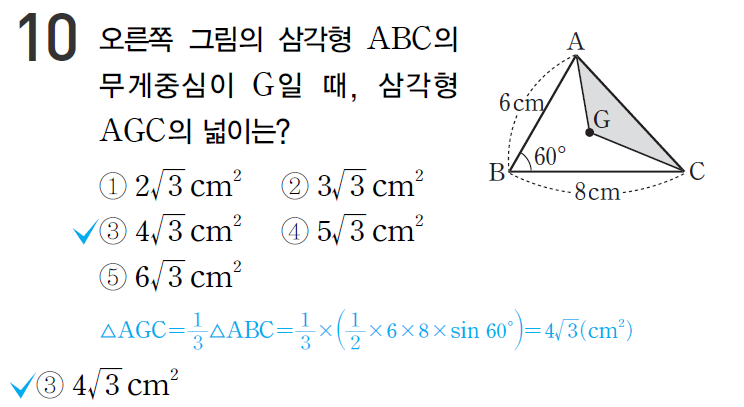 10 오른쪽 그림의 삼각형 ABC의
무게중심이 G일 때, 삼각형
AGC의 넓이는?
① 2√3 cm² ② 3√3 cm²
③ 4√3 cm² ④ 5√3 cm²
⑤ 6√3 cm²
A
6cm
G
B 60° C
8cm
△AGC=1/3△ABC=1/3×(1/2×6×8×sin 60°)=4√3(cm²)
③ 4√3 cm²